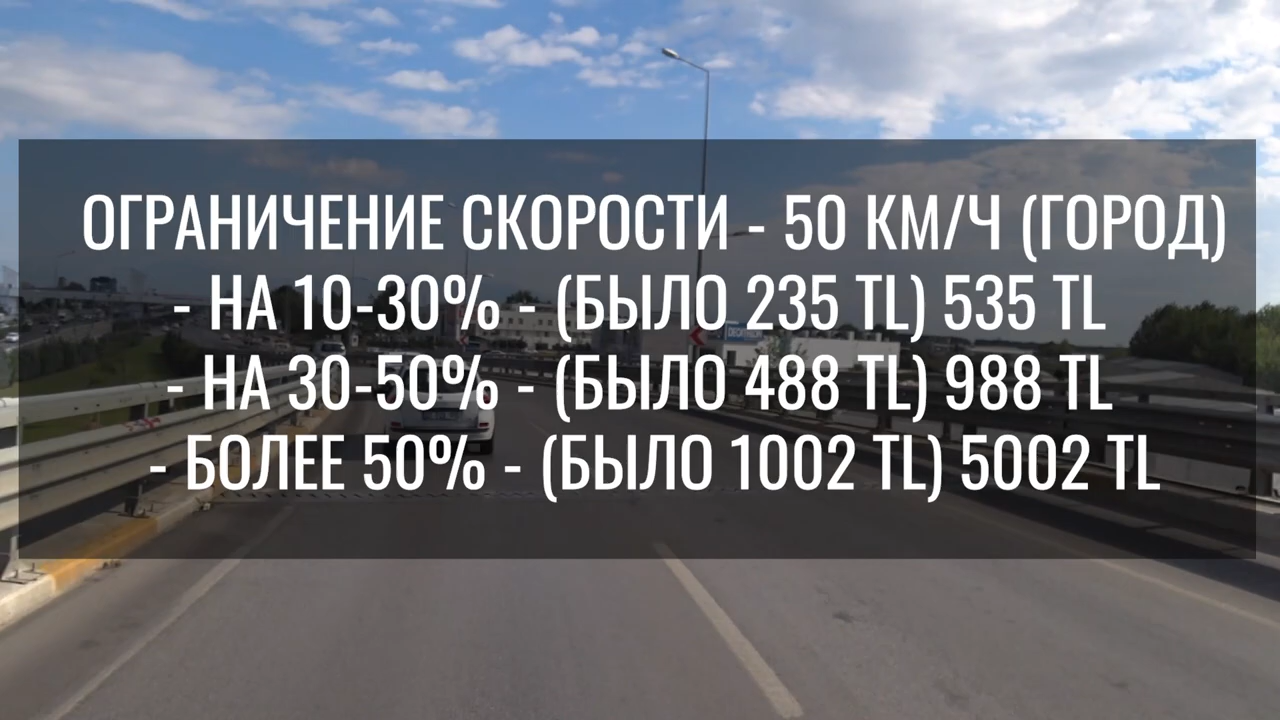 ОГРАНИЧЕНИЕ СКОРОСТИ - 50 КМ/Ч (ГОРОД)
- НА 10-30% - (БЫЛО 235 TL) 535 TL
- НА 30-50% - (БЫЛО 488 TL) 988 TL
- БОЛЕЕ 50% - (БЫЛО 1002 TL) 5002 TL
DECATHLON